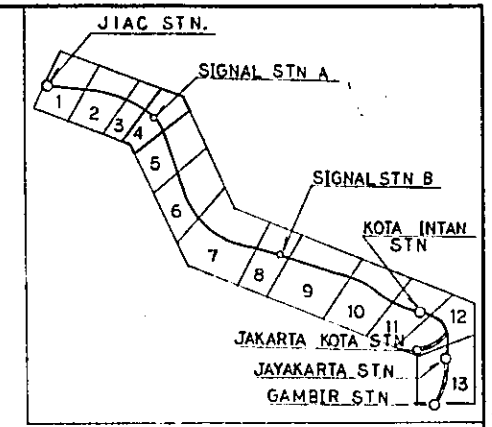 JIAC STN.
SIGNAL STN A
1
2
3
4
5
SIGNAL STN B
6
KOTA INTAN
STN
7
8
9
10
11
12
JAKARTA KOTA STN
JAYAKARTA STN
13
GAMBIR STN